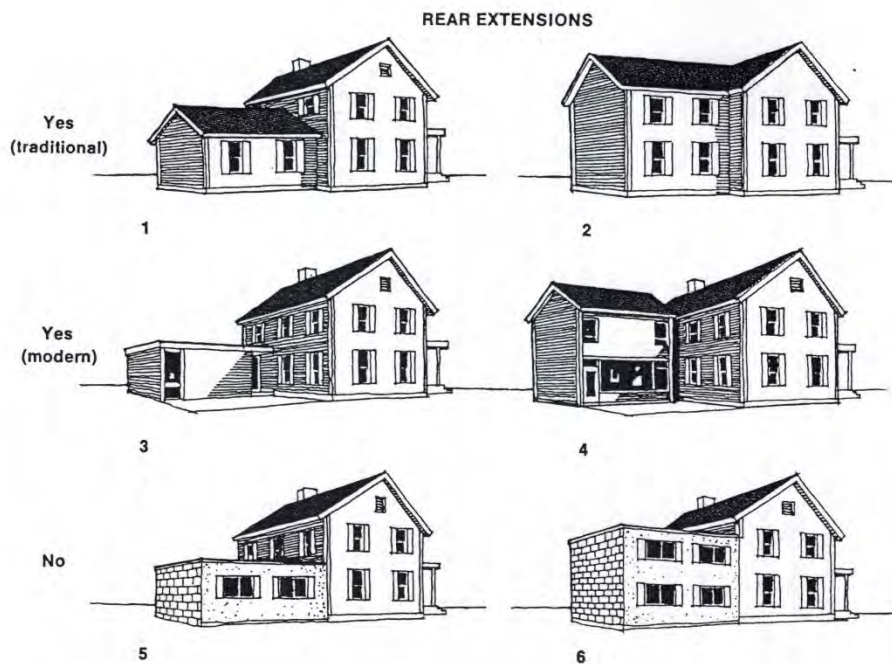 REAR EXTENSIONS
Yes
(traditional)
1
2
Yes
(modern)
3
4
No
5
6